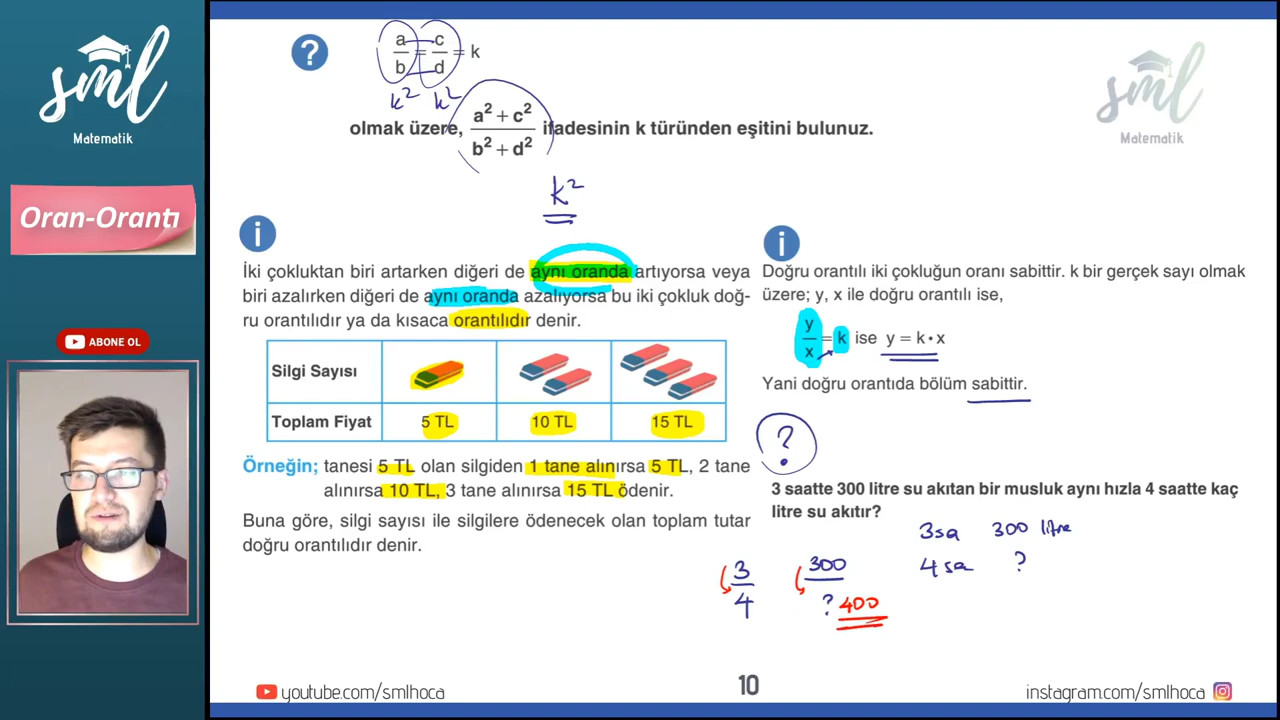 sml
Matematik
Oran-Orantı
ABONE OL
?
a/b = c/d = k
k² k²
olmak üzere, (a² + c²)/(b² + d²) ifadesinin k türünden eşitini bulunuz.
k²
sml
Matematik
i
İki çokluktan biri artarken diğeri de aynı oranda artıyorsa veya
biri azalırken diğeri de aynı oranda azalıyorsa bu iki çokluk doğ-
ru orantılıdır ya da kısaca orantılıdır denir.
Silgi Sayısı
Toplam Fiyat 5 TL 10 TL 15 TL
Örneğin; tanesi 5 TL olan silgiden 1 tane alınırsa 5 TL, 2 tane
alınırsa 10 TL, 3 tane alınırsa 15 TL ödenir.
Buna göre, silgi sayısı ile silgilere ödenecek olan toplam tutar
doğru orantılıdır denir.
i
Doğru orantılı iki çokluğun oranı sabittir. k bir gerçek sayı olmak
üzere; y, x ile doğru orantılı ise,
y/x = k ise y = k • x
Yani doğru orantıda bölüm sabittir.
?
3 saatte 300 litre su akıtan bir musluk aynı hızla 4 saatte kaç
litre su akıtır?
3sa 300 litre
4 sa ?
3/4 300/? 400
youtube.com/smlhoca
10
instagram.com/smlhoca